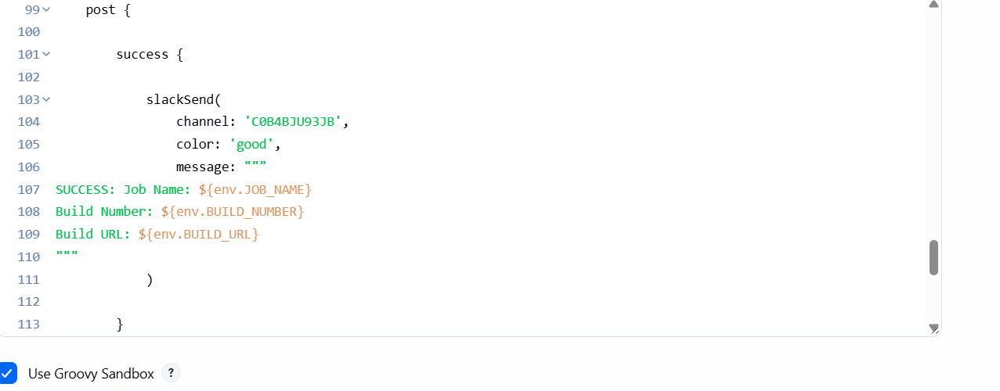 99 post {
100
101 success {
102
103 slackSend(
104 channel: 'C0B4BJU93JB',
105 color: 'good',
106 message: """
107 SUCCESS: Job Name: ${env.JOB_NAME}
108 Build Number: ${env.BUILD_NUMBER}
109 Build URL: ${env.BUILD_URL}
110 """
111 )
112
113 }
Use Groovy Sandbox ?